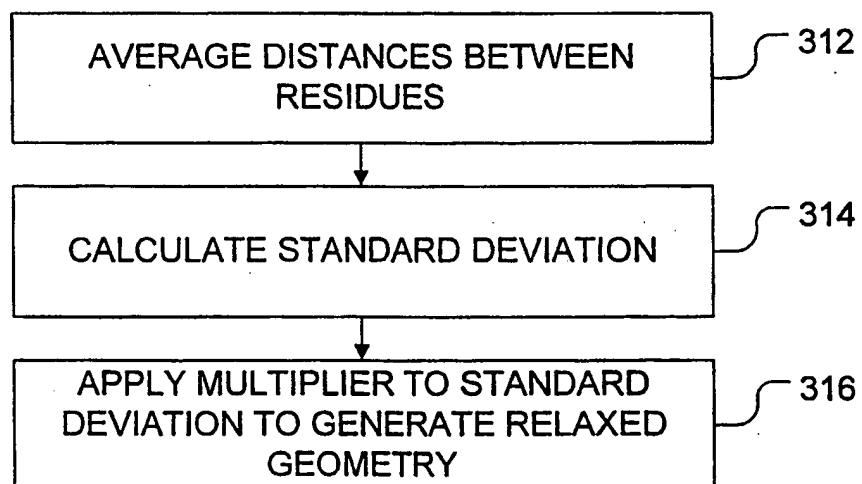 AVERAGE DISTANCES BETWEEN
RESIDUES
312
CALCULATE STANDARD DEVIATION
314
APPLY MULTIPLIER TO STANDARD
DEVIATION TO GENERATE RELAXED
GEOMETRY
316